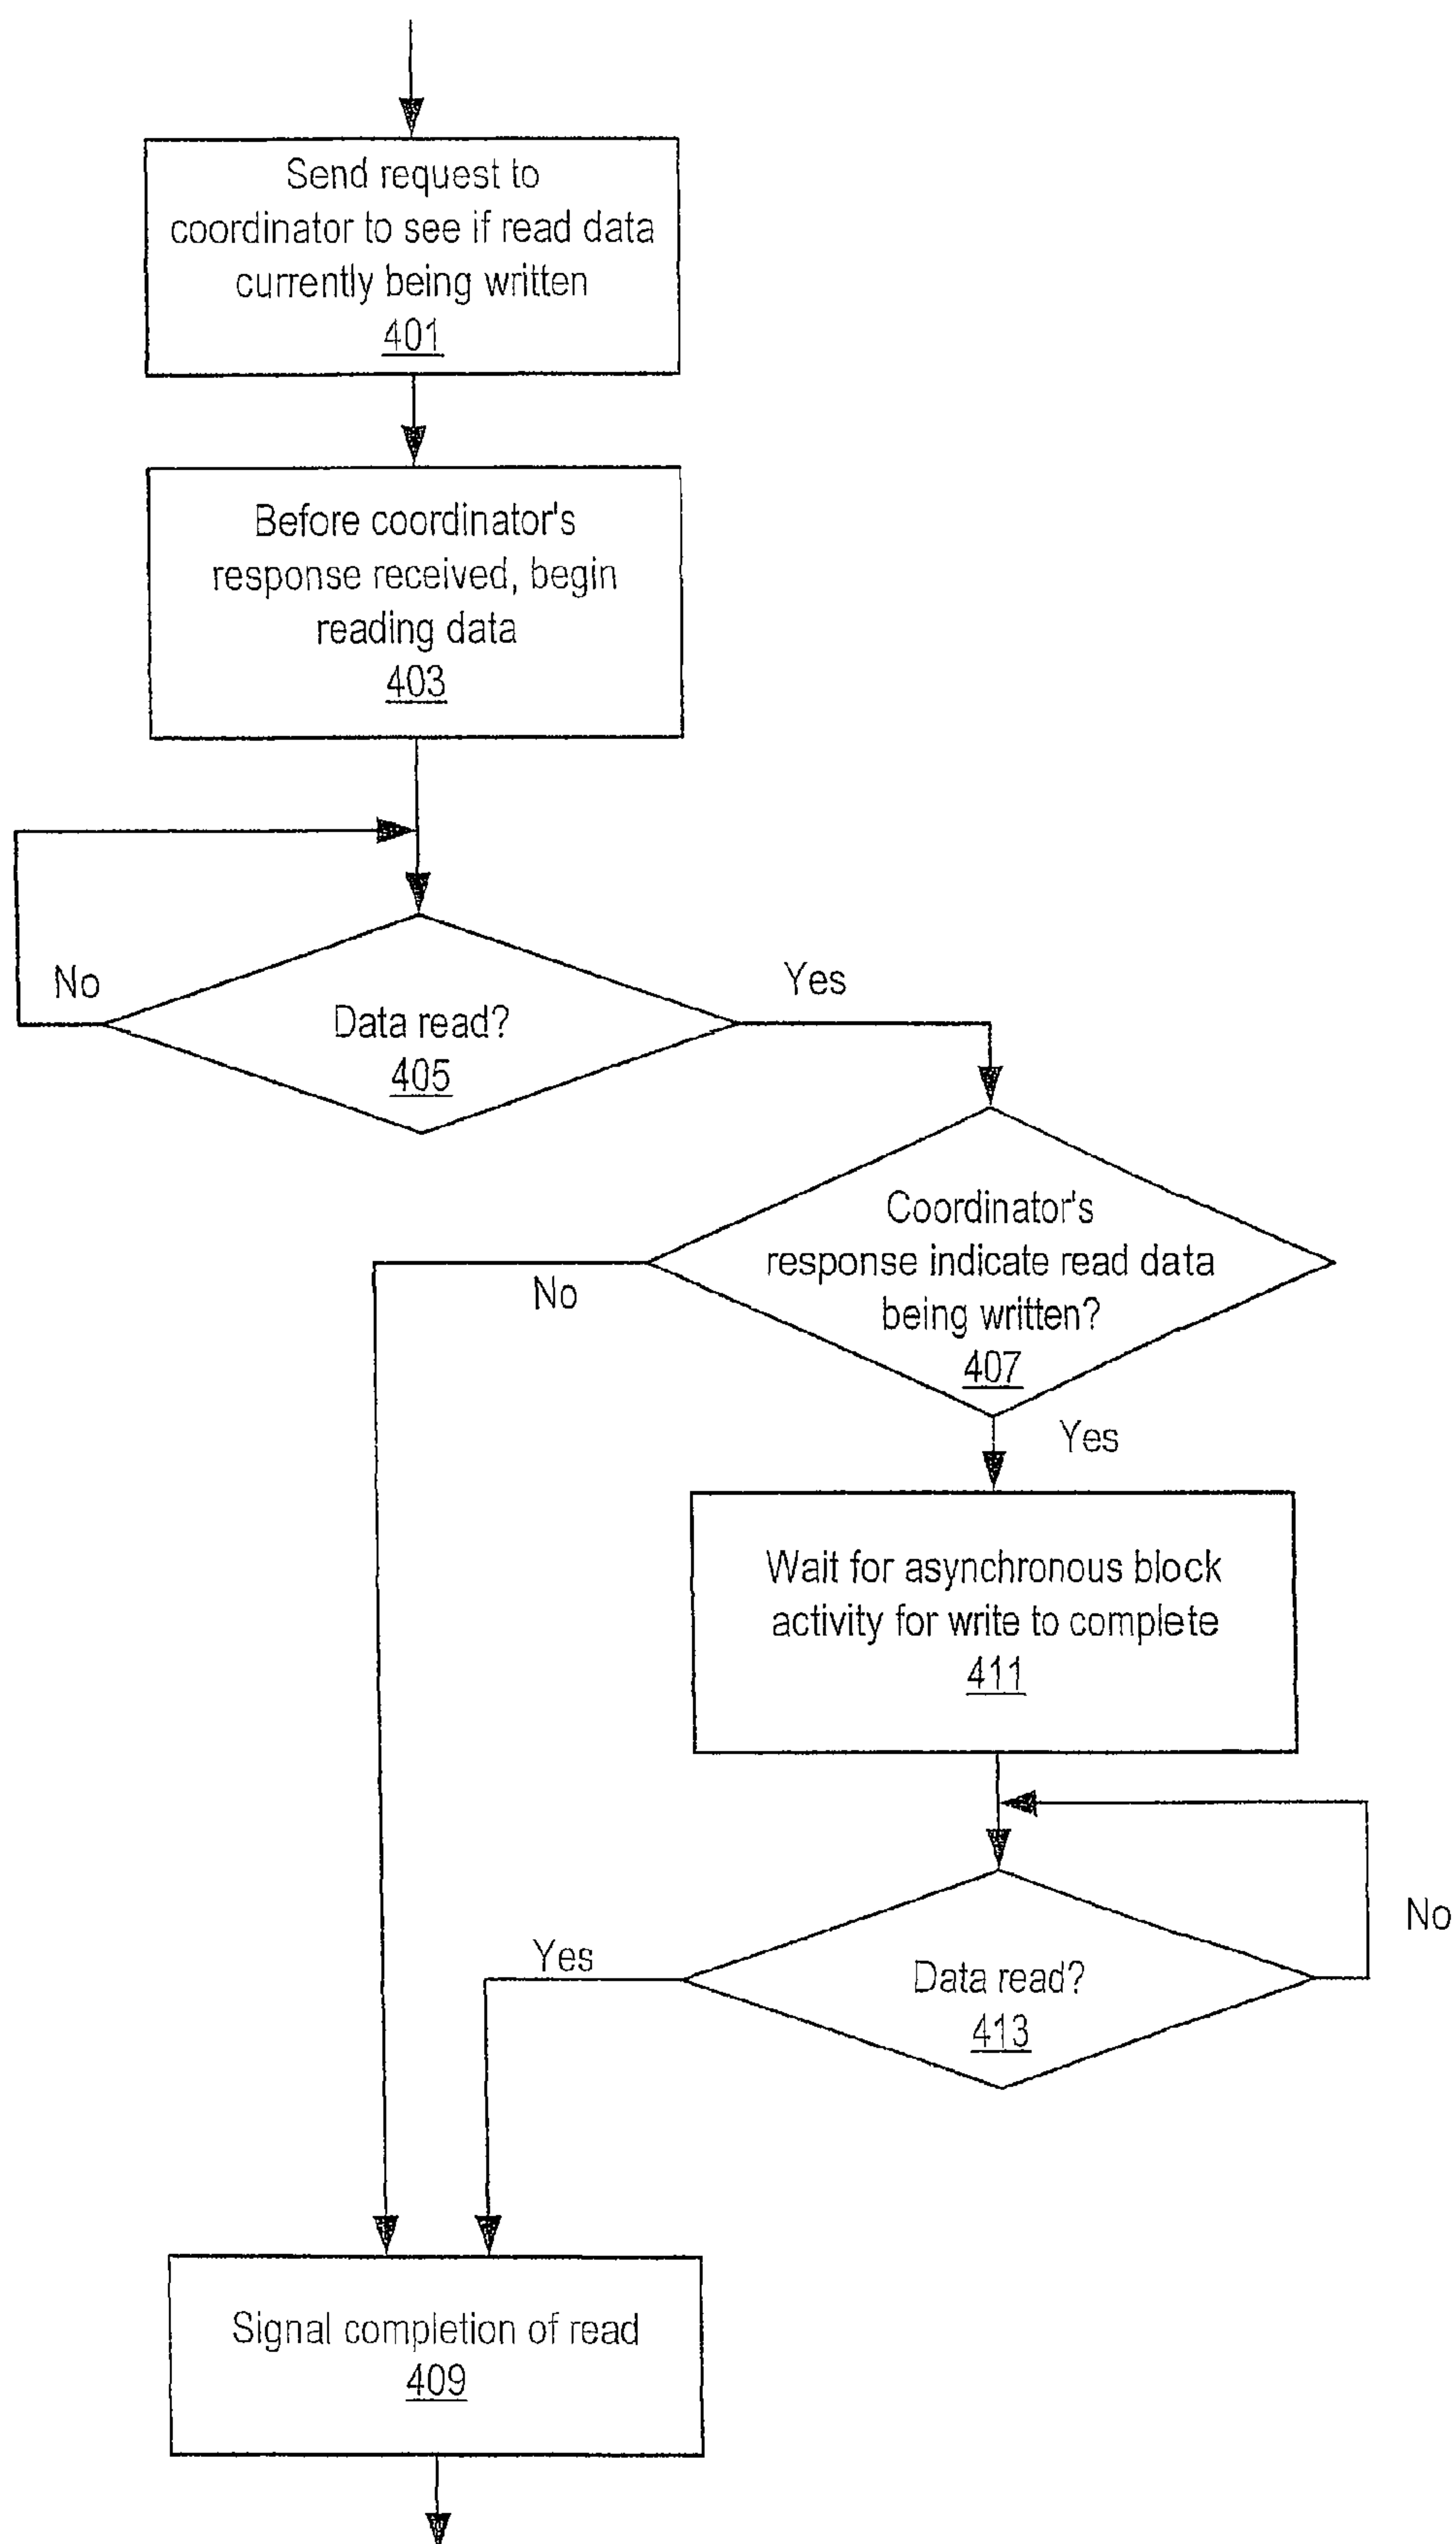 Send request to
coordinator to see if read data
currently being written
401
Before coordinator's
response received, begin
reading data
403
No
Yes
Data read?
405
Coordinator's
response indicate read data
being written?
407
No
Yes
Wait for asynchronous block
activity for write to complete
411
No
Yes
Data read?
413
Signal completion of read
409